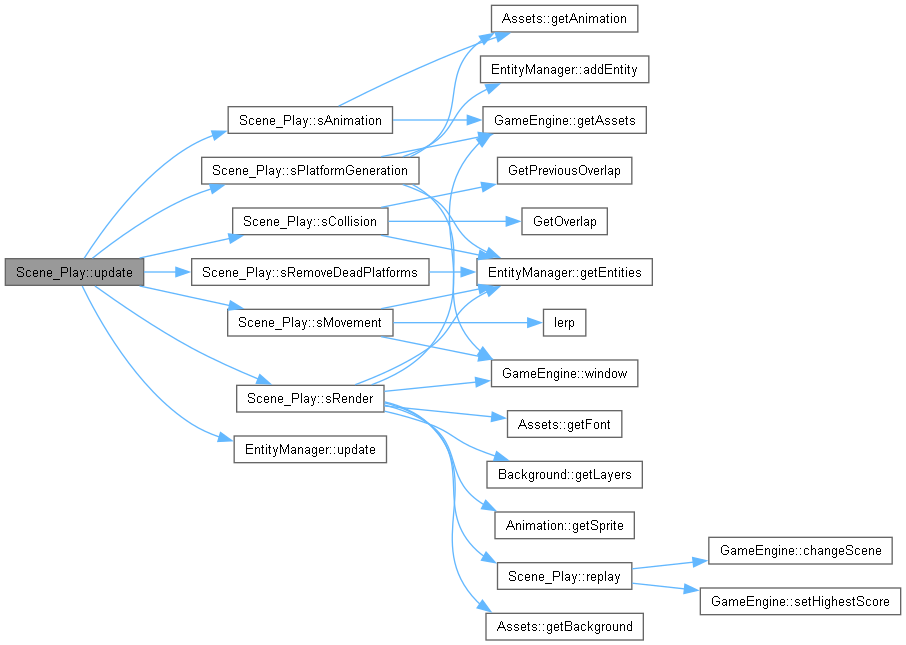 Scene_Play::update
Scene_Play::sAnimation
Scene_Play::sPlatformGeneration
Scene_Play::sCollision
Scene_Play::sRemoveDeadPlatforms
Scene_Play::sMovement
Scene_Play::sRender
EntityManager::update
Assets::getAnimation
EntityManager::addEntity
GameEngine::getAssets
GetPreviousOverlap
GetOverlap
EntityManager::getEntities
lerp
GameEngine::window
Assets::getFont
Background::getLayers
Animation::getSprite
Scene_Play::replay
Assets::getBackground
GameEngine::changeScene
GameEngine::setHighestScore